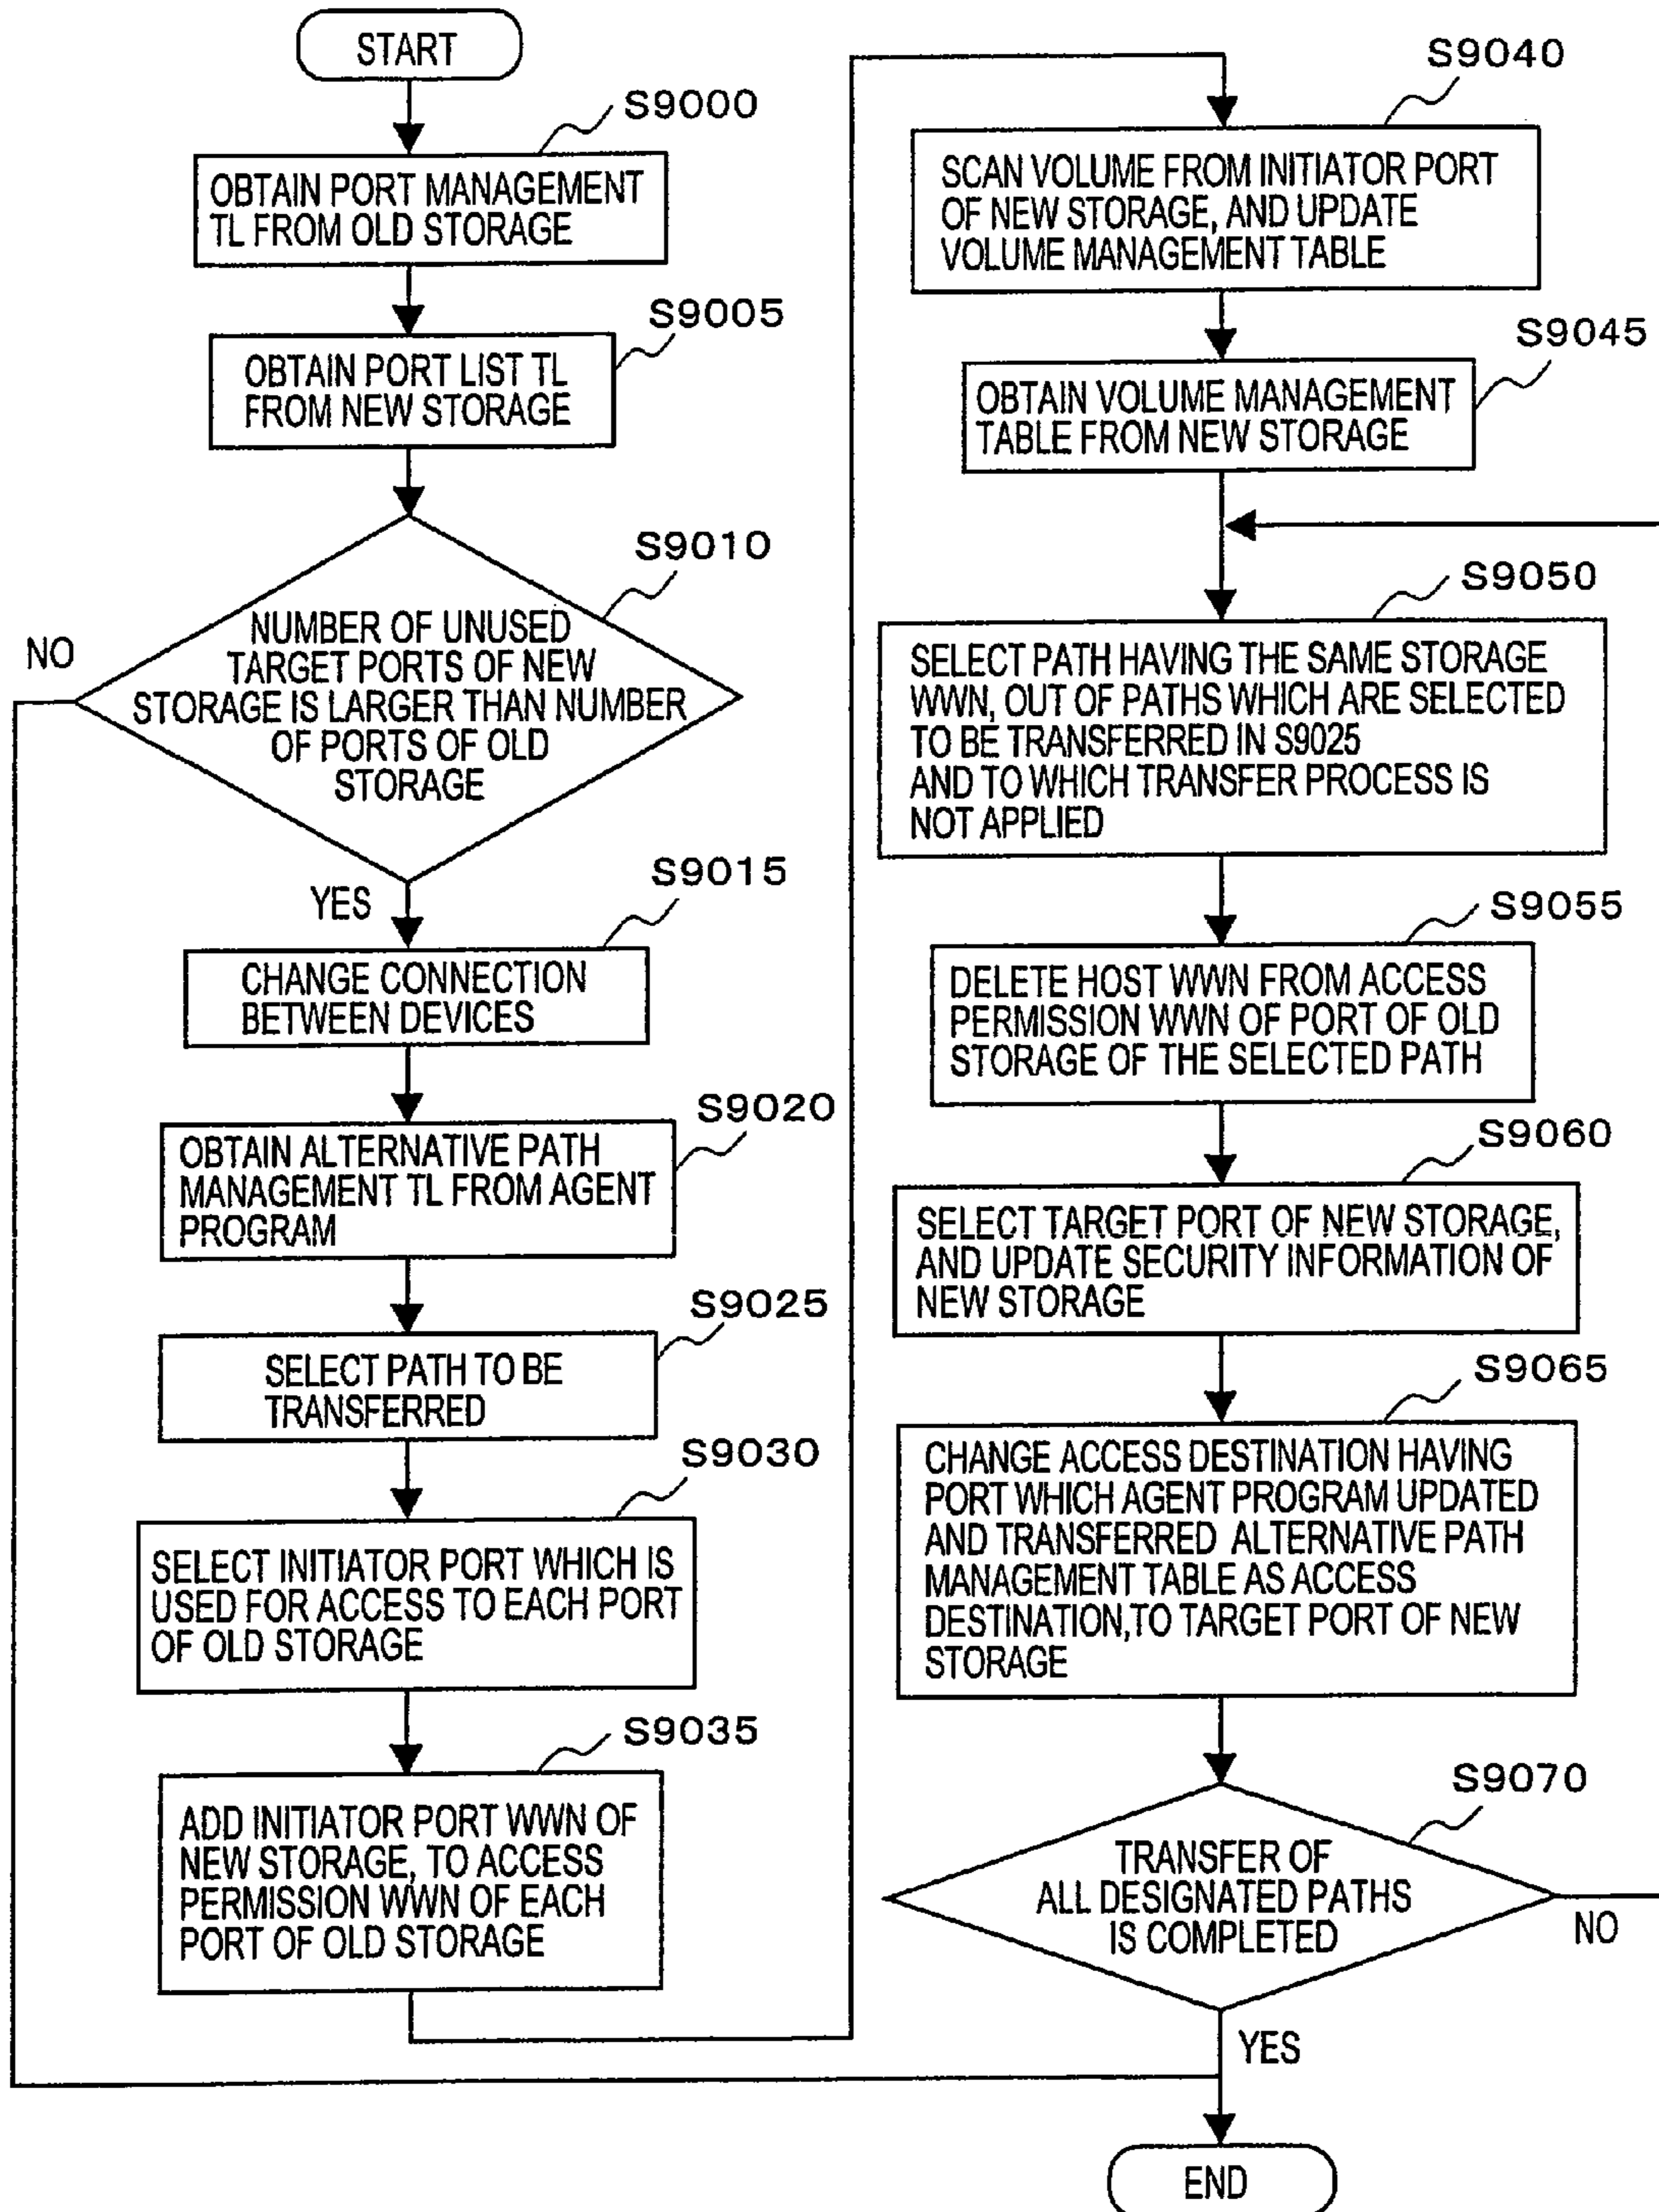 START
S9000
OBTAIN PORT MANAGEMENT
TL FROM OLD STORAGE
S9005
OBTAIN PORT LIST TL
FROM NEW STORAGE
S9010
NUMBER OF UNUSED
TARGET PORTS OF NEW
STORAGE IS LARGER THAN NUMBER
OF PORTS OF OLD
STORAGE
NO
YES
S9015
CHANGE CONNECTION
BETWEEN DEVICES
S9020
OBTAIN ALTERNATIVE PATH
MANAGEMENT TL FROM AGENT
PROGRAM
S9025
SELECT PATH TO BE
TRANSFERRED
S9030
SELECT INITIATOR PORT WHICH IS
USED FOR ACCESS TO EACH PORT
OF OLD STORAGE
S9035
ADD INITIATOR PORT WWN OF
NEW STORAGE, TO ACCESS
PERMISSION WWN OF EACH
PORT OF OLD STORAGE
S9040
SCAN VOLUME FROM INITIATOR PORT
OF NEW STORAGE, AND UPDATE
VOLUME MANAGEMENT TABLE
S9045
OBTAIN VOLUME MANAGEMENT
TABLE FROM NEW STORAGE
S9050
SELECT PATH HAVING THE SAME STORAGE
WWN, OUT OF PATHS WHICH ARE SELECTED
TO BE TRANSFERRED IN S9025
AND TO WHICH TRANSFER PROCESS IS
NOT APPLIED
S9055
DELETE HOST WWN FROM ACCESS
PERMISSION WWN OF PORT OF OLD
STORAGE OF THE SELECTED PATH
S9060
SELECT TARGET PORT OF NEW STORAGE,
AND UPDATE SECURITY INFORMATION OF
NEW STORAGE
S9065
CHANGE ACCESS DESTINATION HAVING
PORT WHICH AGENT PROGRAM UPDATED
AND TRANSFERRED ALTERNATIVE PATH
MANAGEMENT TABLE AS ACCESS
DESTINATION,TO TARGET PORT OF NEW
STORAGE
S9070
TRANSFER OF
ALL DESIGNATED PATHS
IS COMPLETED
NO
YES
END